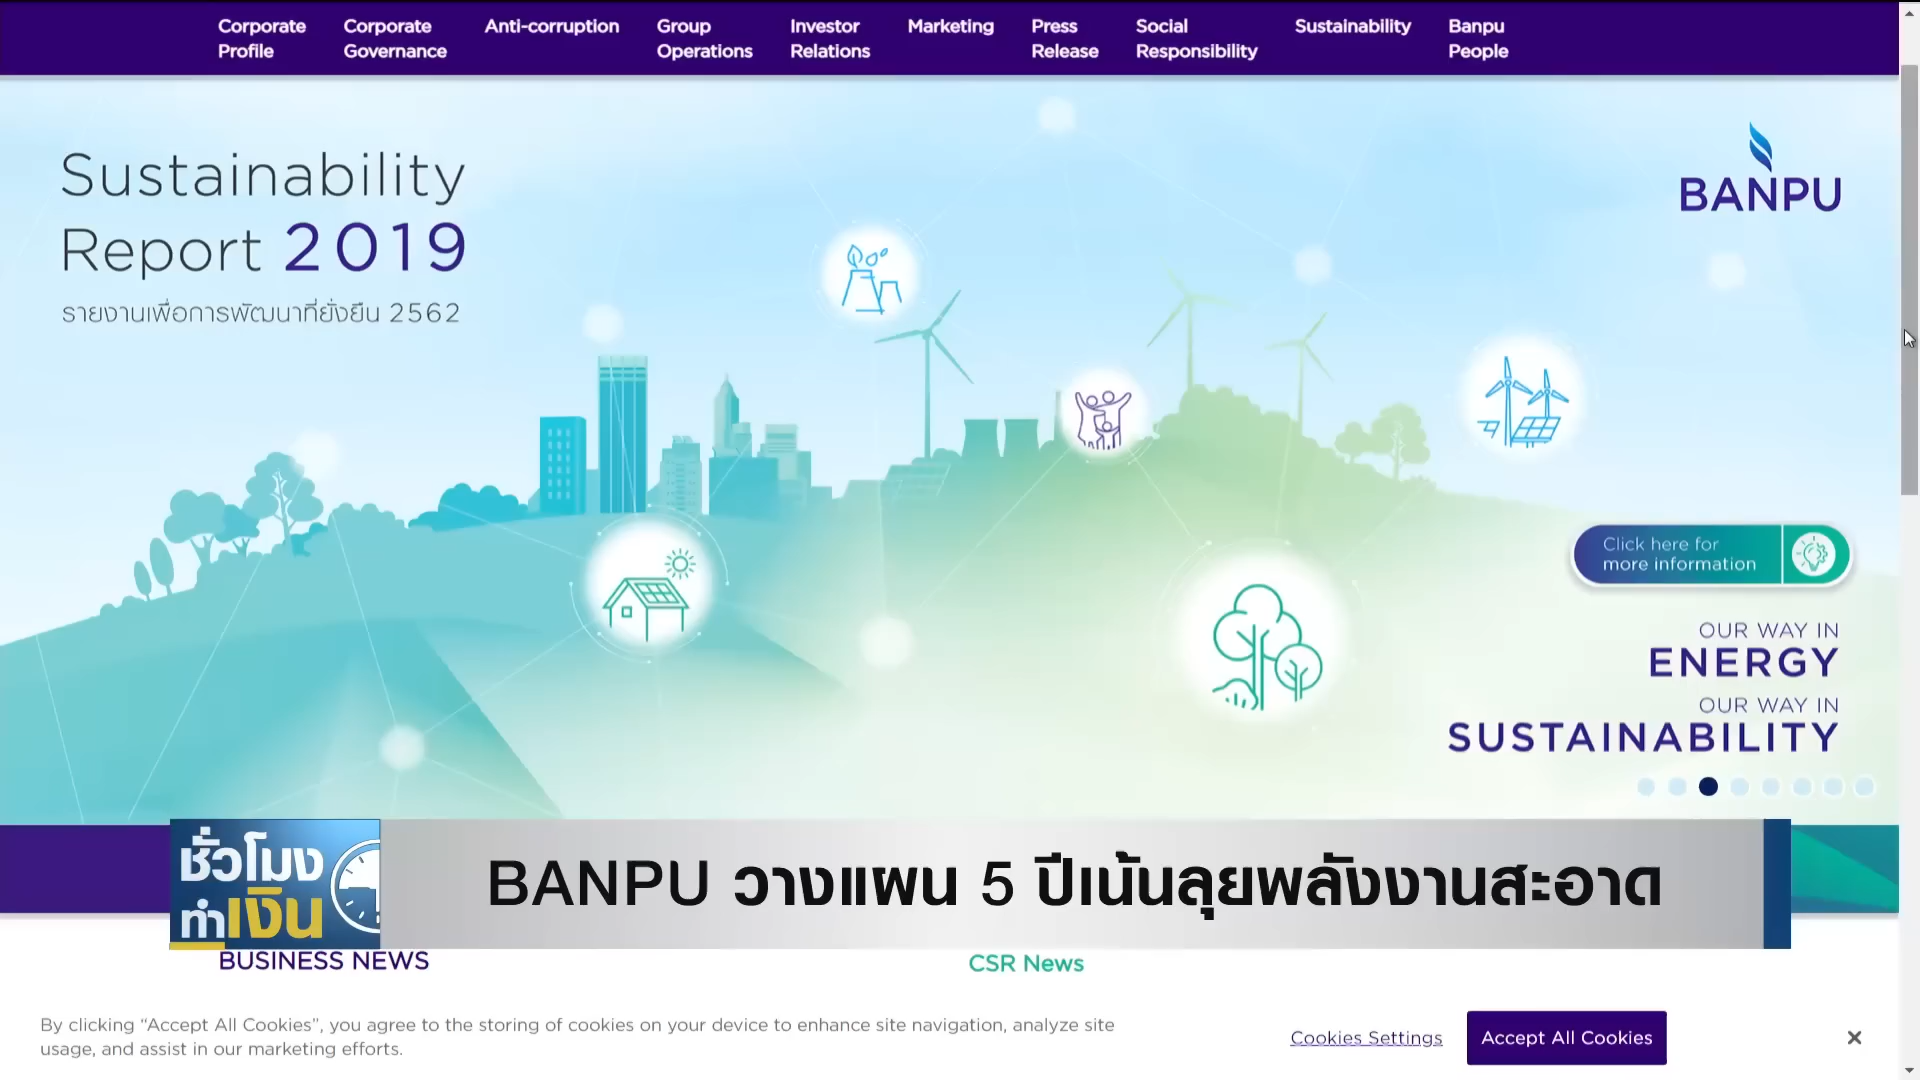 Corporate Profile
Corporate Governance
Anti-corruption
Group Operations
Investor Relations
Marketing
Press Release
Social Responsibility
Sustainability
Banpu People
Sustainability
Report 2019
รายงานเพื่อการพัฒนาที่ยั่งยืน 2562
BANPU
Click here for
more information
OUR WAY IN
ENERGY
OUR WAY IN
SUSTAINABILITY
ชั่วโมง
ทำเงิน
BANPU วางแผน 5 ปีเน้นลุยพลังงานสะอาด
BUSINESS NEWS
CSR News
By clicking “Accept All Cookies”, you agree to the storing of cookies on your device to enhance site navigation, analyze site
usage, and assist in our marketing efforts.
Cookies Settings
Accept All Cookies